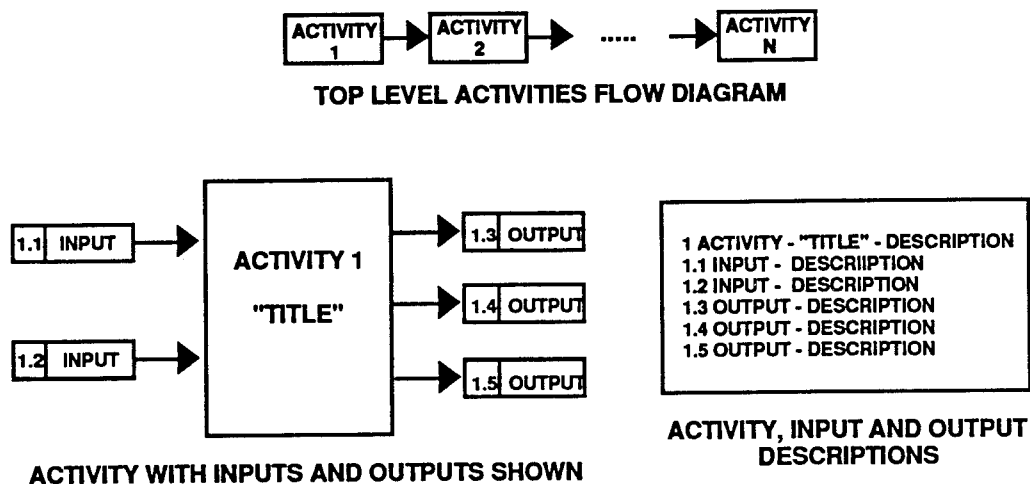 ACTIVITY 1
ACTIVITY 2
.....
ACTIVITY N
TOP LEVEL ACTIVITIES FLOW DIAGRAM
1.1 INPUT
1.2 INPUT
ACTIVITY 1
"TITLE"
1.3 OUTPUT
1.4 OUTPUT
1.5 OUTPUT
ACTIVITY WITH INPUTS AND OUTPUTS SHOWN
1 ACTIVITY - "TITLE" - DESCRIPTION
1.1 INPUT - DESCRIIPTION
1.2 INPUT - DESCRIPTION
1.3 OUTPUT - DESCRIPTION
1.4 OUTPUT - DESCRIPTION
1.5 OUTPUT - DESCRIPTION
ACTIVITY, INPUT AND OUTPUT
DESCRIPTIONS